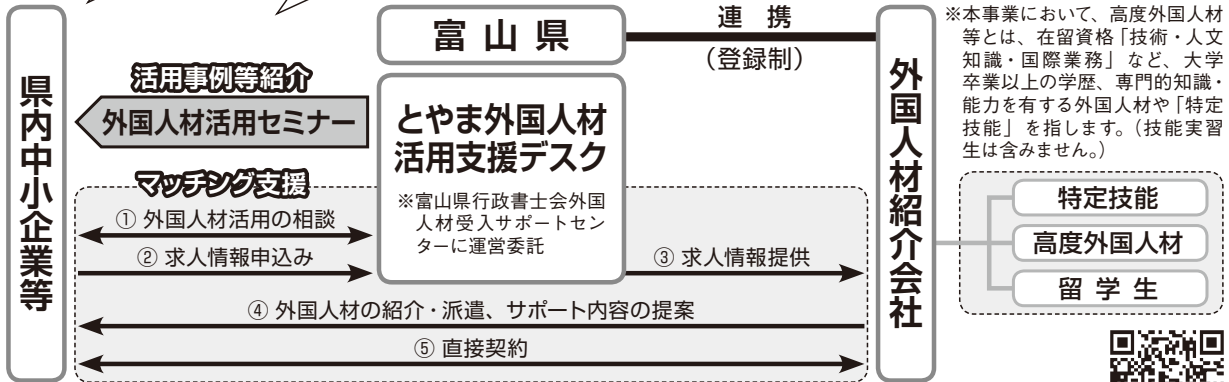 富山県
連携
（登録制）
※本事業において、高度外国人材
等とは、在留資格「技術・人文
知識・国際業務」など、大学
卒業以上の学歴、専門的知識・
能力を有する外国人材や「特定
技能」を指します。（技能実習
生は含みません。）
県内中小企業等
活用事例等紹介
外国人材活用セミナー
とやま外国人材
活用支援デスク
※富山県行政書士会外国
人材受入サポートセン
ターに運営委託
外国人材紹介会社
マッチング支援
① 外国人材活用の相談
② 求人情報申込み
③ 求人情報提供
④ 外国人材の紹介・派遣、サポート内容の提案
⑤ 直接契約
特定技能
高度外国人材
留学生